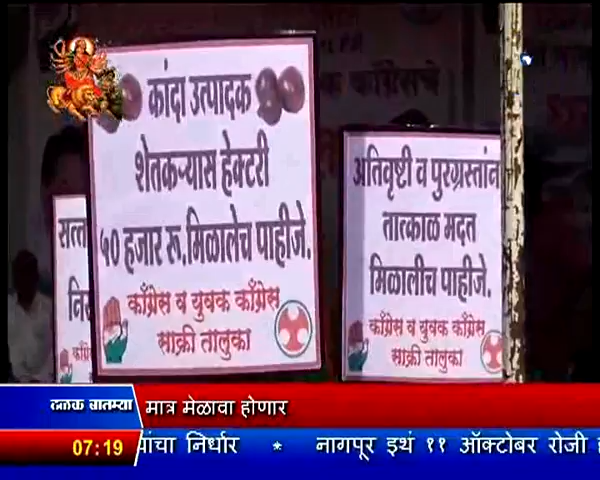 कांदा उत्पादक
शेतकऱ्यास हेक्टरी
५० हजार रू. मिळालेच पाहीजे.
काँग्रेस व युवक काँग्रेस
साक्री तालुका
अतिवृष्टी व पुरग्रस्तांन
तात्काळ मदत
मिळालीच पाहीजे.
काँग्रेस व युवक काँग्रेस
साक्री तालुका
ठळक बातम्या
मात्र मेळावा होणार
07:19
यांचा निर्धार * नागपूर इथं ११ ऑक्टोबर रोजी